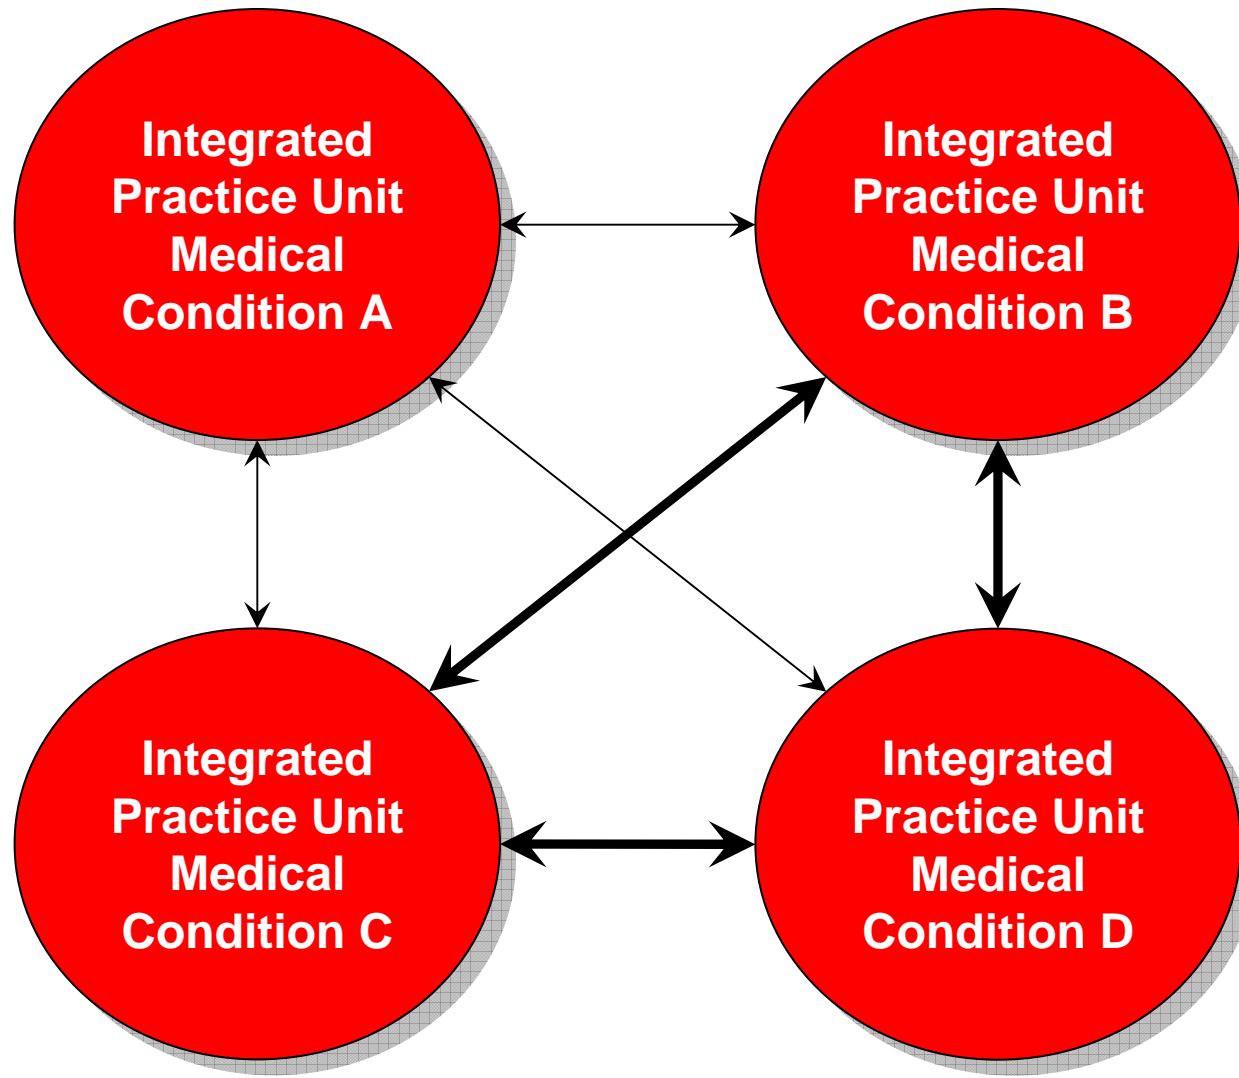 Integrated
Practice Unit
Medical
Condition A
Integrated
Practice Unit
Medical
Condition B
Integrated
Practice Unit
Medical
Condition C
Integrated
Practice Unit
Medical
Condition D